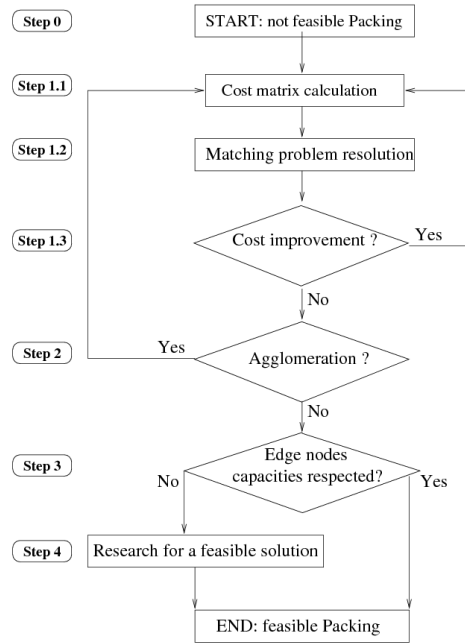 Step 0
START: not feasible Packing
Step 1.1
Cost matrix calculation
Step 1.2
Matching problem resolution
Step 1.3
Cost improvement ?
Yes
No
Step 2
Yes
Agglomeration ?
No
Step 3
Edge nodes
capacities respected?
No
Yes
Step 4
Research for a feasible solution
END: feasible Packing